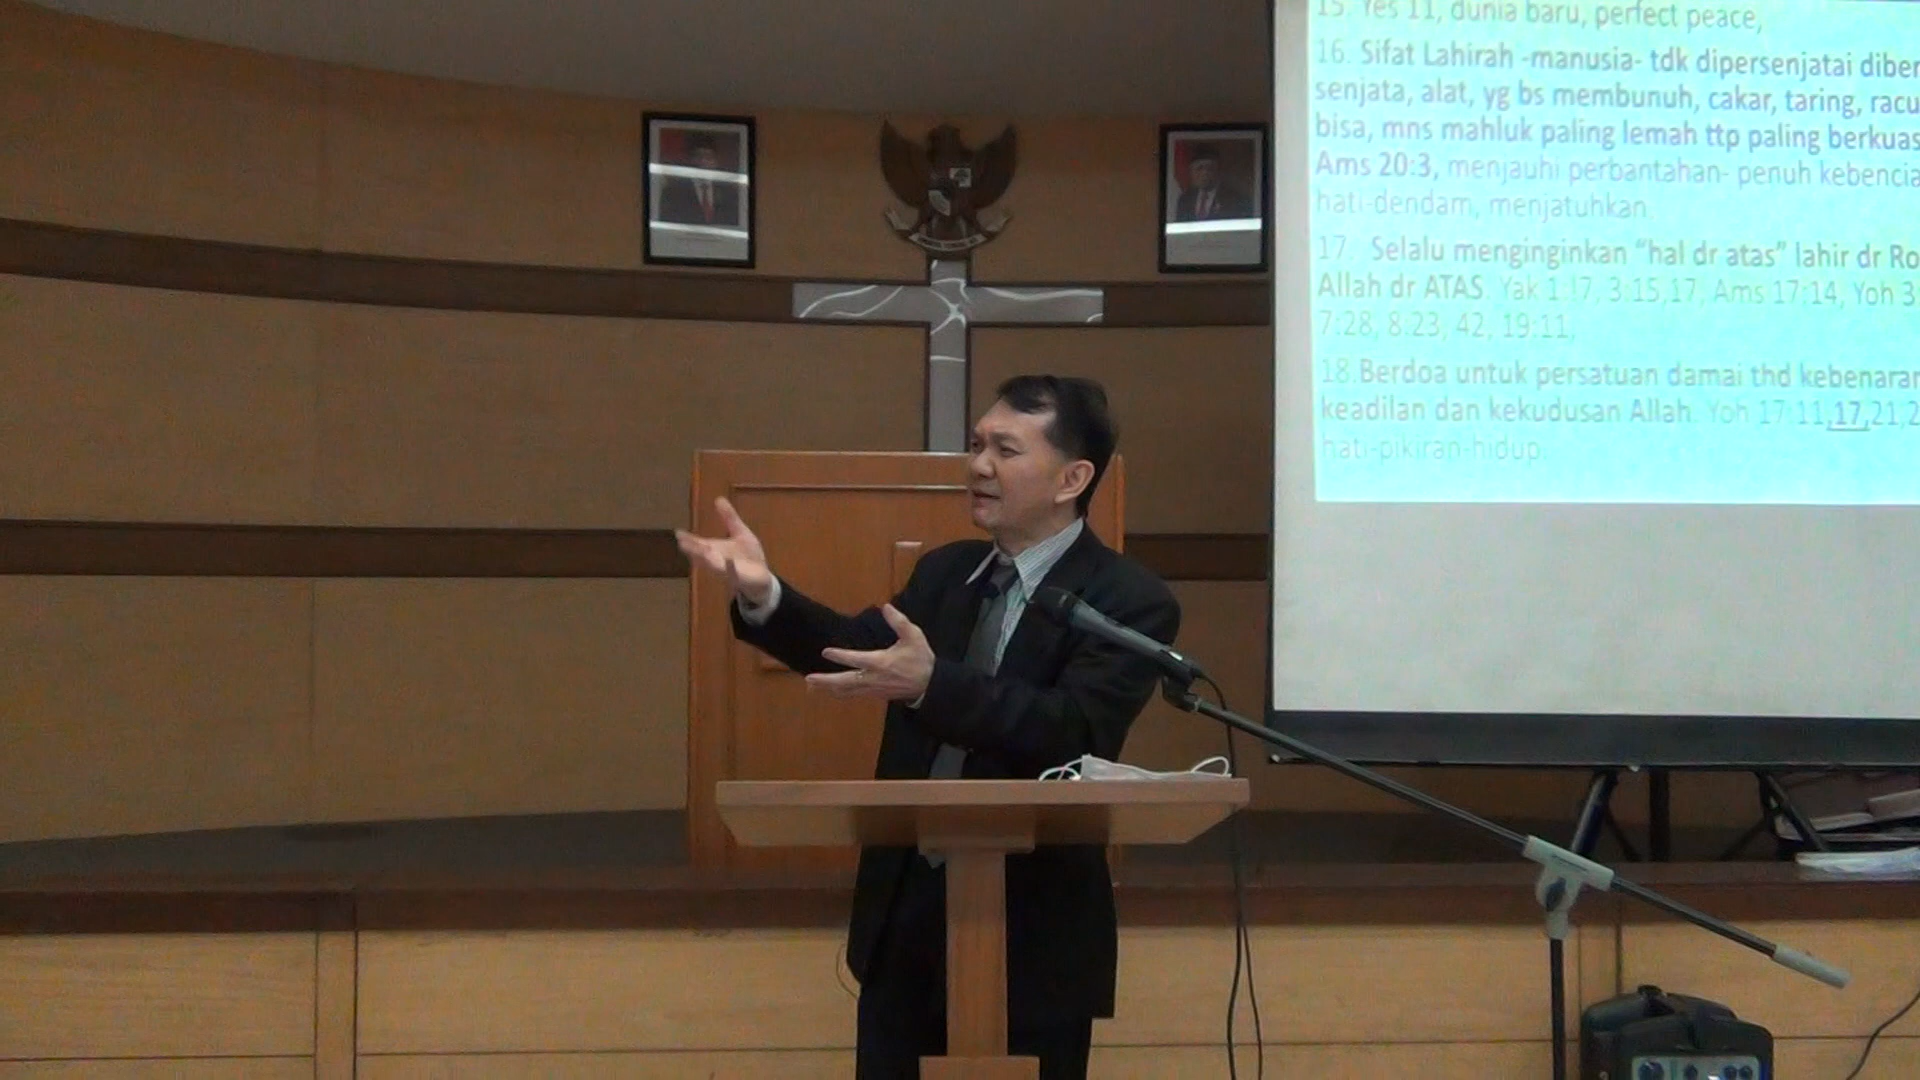 15. Yes 11, dunia baru, perfect peace,
16. Sifat Lahirah -manusia- tdk dipersenjatai diber
senjata, alat, yg bs membunuh, cakar, taring, racu
bisa, mns mahluk paling lemah ttp paling berkuas
Ams 20:3, menjauhi perbantahan- penuh kebencia
hati-dendam, menjatuhkan.
17. Selalu menginginkan “hal dr atas” lahir dr Ro
Allah dr ATAS. Yak 1:17, 3:15,17, Ams 17:14, Yoh 3
7:28, 8:23, 42, 19:11,
18.Berdoa untuk persatuan damai thd kebenaran
keadilan dan kekudusan Allah. Yoh 17:11,17,21,2
hati-pikiran-hidup.